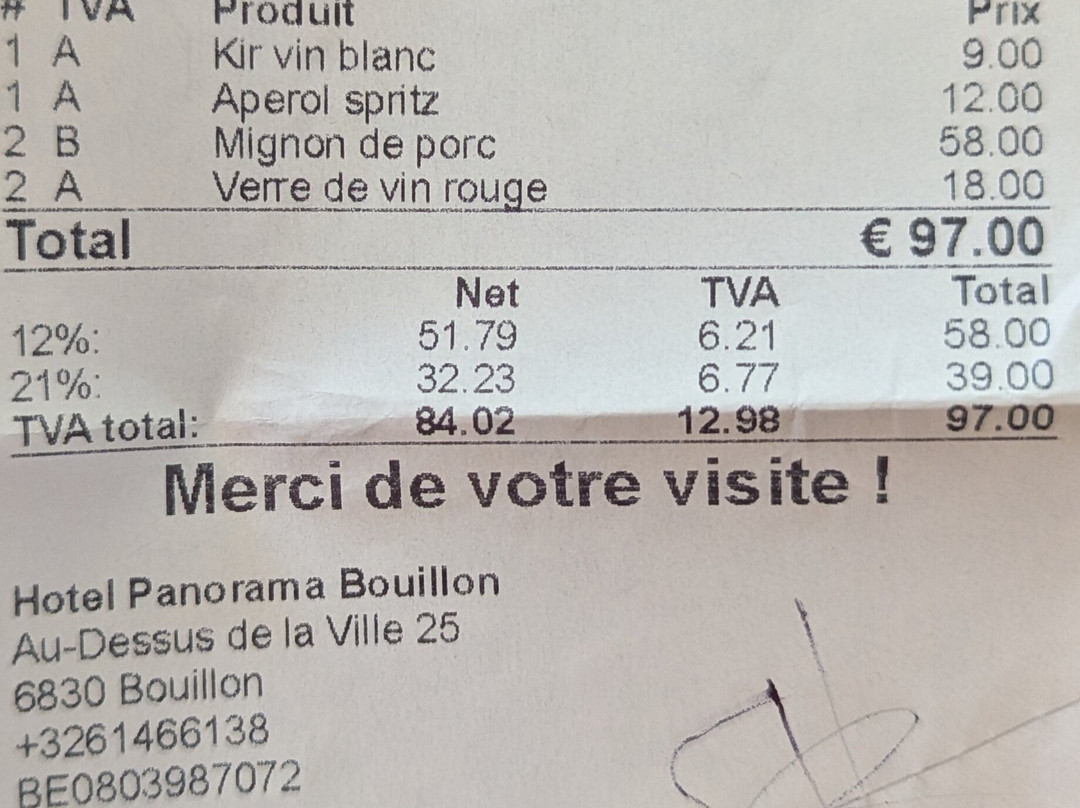 # TVA Produit Prix
1 A Kir vin blanc 9.00
1 A Aperol spritz 12.00
2 B Mignon de porc 58.00
2 A Verre de vin rouge 18.00
Total € 97.00
Net TVA Total
12%: 51.79 6.21 58.00
21%: 32.23 6.77 39.00
TVA total: 84.02 12.98 97.00
Merci de votre visite !
Hotel Panorama Bouillon
Au-Dessus de la Ville 25
6830 Bouillon
+3261466138
BE0803987072